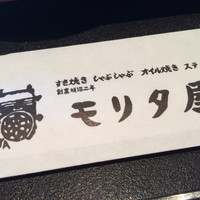 すき焼き しゃぶしゃぶ オイル焼き ステ
創業明治二年
モリタ屋